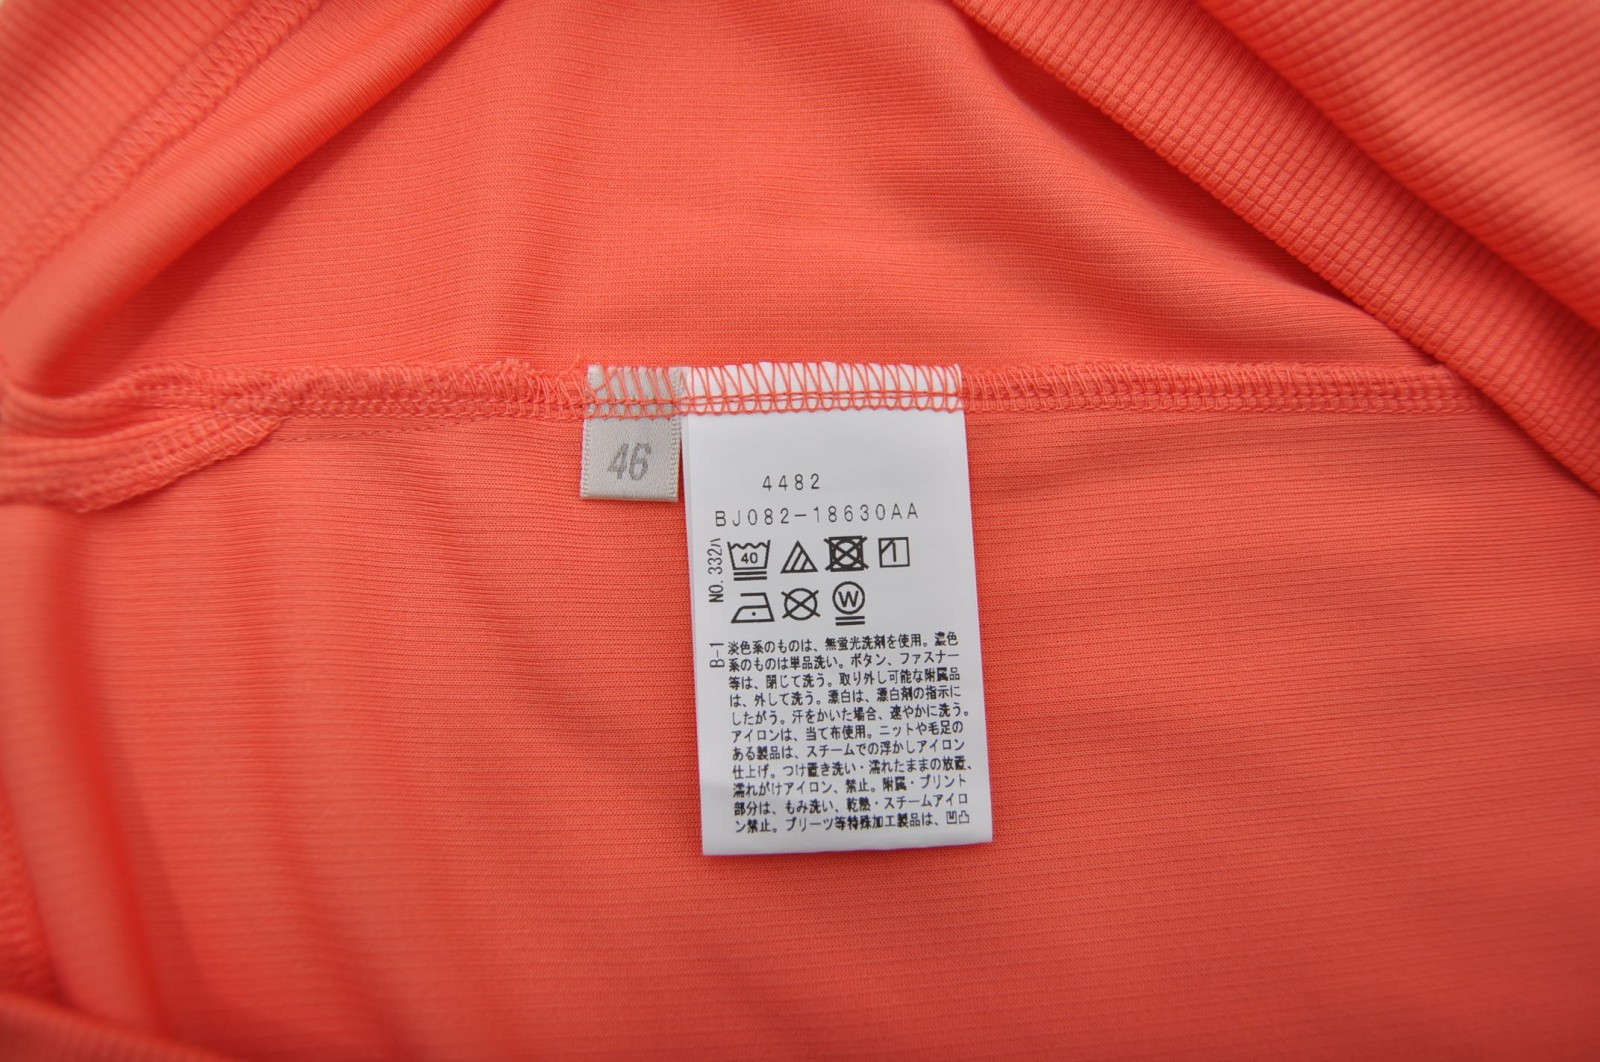 46
4482
BJ082-18630AA
NO.332ハ
40
W
B-1
淡色系のものは、無蛍光洗剤を使用。濃色
系のものは単品洗い。ボタン、ファスナー
等は、閉じて洗う。取り外し可能な附属品
は、外して洗う。漂白は、漂白剤の指示に
したがう。汗をかいた場合、速やかに洗う。
アイロンは、当て布使用。ニットや毛足の
ある製品は、スチームでの浮かしアイロン
仕上げ。つけ置き洗い・濡れたままの放置、
濡れがけアイロン、禁止。附属・プリント
部分は、もみ洗い、乾熱・スチームアイロ
ン禁止。プリーツ等特殊加工製品は、凹凸